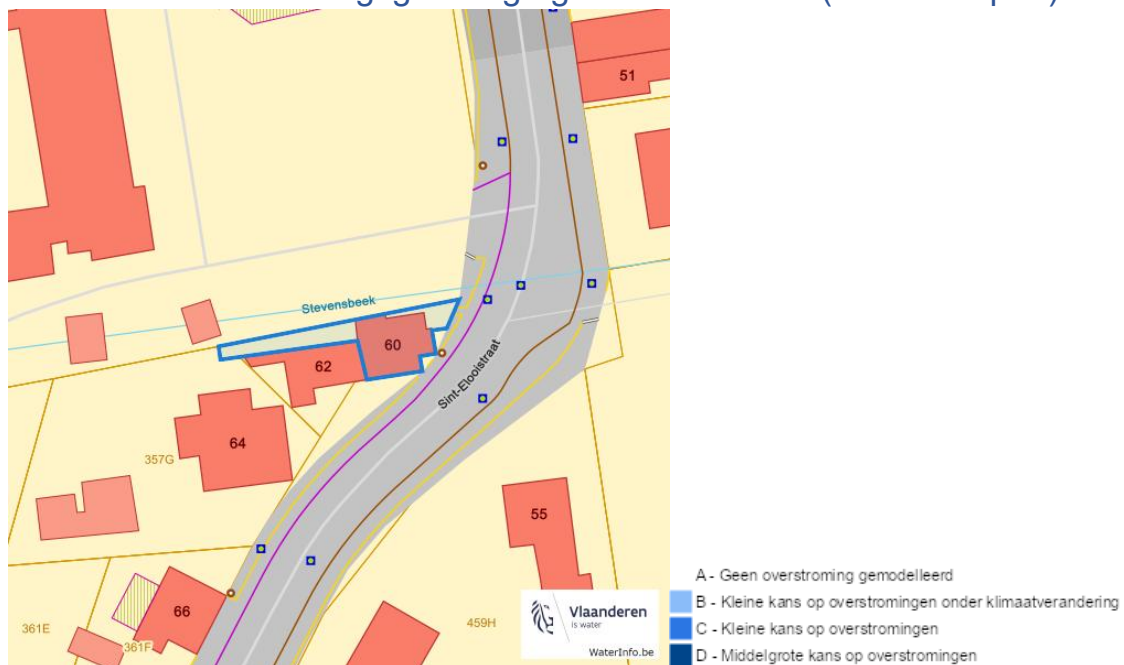 51
Stevensbeek
60
62
Sint-Elooistraat
64
357G
55
66
361E
361F
459H
Vlaanderen
is water
WaterInfo.be
A - Geen overstroming gemodelleerd
B - Kleine kans op overstromingen onder klimaatverandering
C - Kleine kans op overstromingen
D - Middelgrote kans op overstromingen